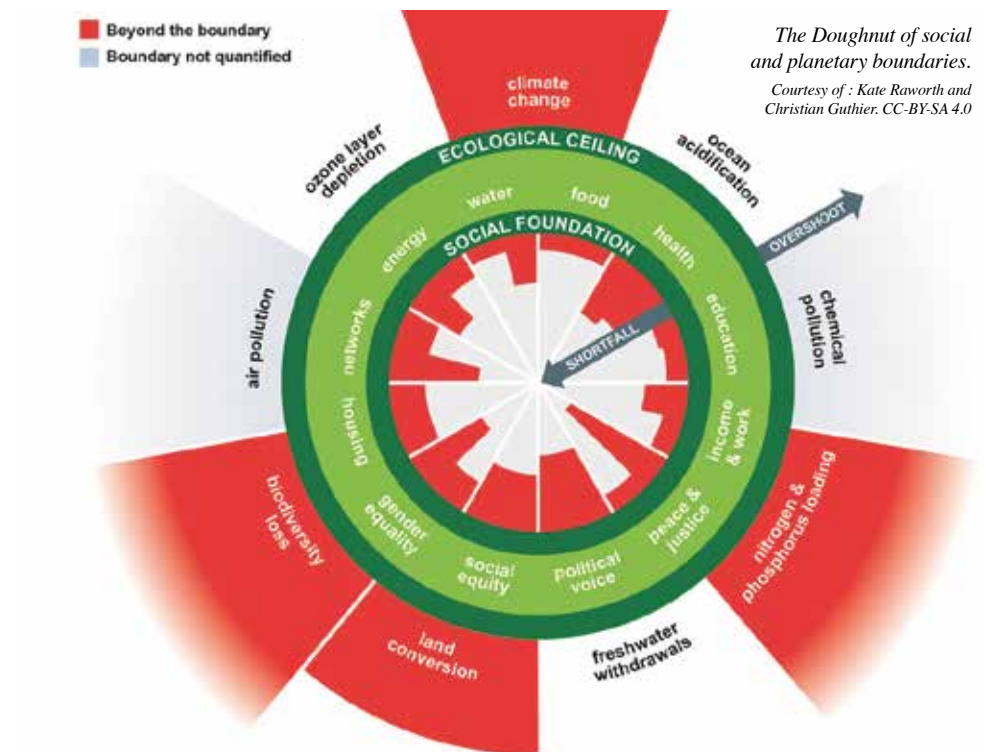 Beyond the boundary
Boundary not quantified
The Doughnut of social
and planetary boundaries.
Courtesy of : Kate Raworth and
Christian Guthier. CC-BY-SA 4.0
climate
change
ozone layer
depletion
ocean
acidification
ECOLOGICAL CEILING
water
food
energy
SOCIAL FOUNDATION
health
OVERSHOOT
air pollution
networks
SHORTFALL
education
chemical
pollution
housing
income
& work
biodiversity
loss
gender
equality
peace &
justice
nitrogen &
phosphorus loading
social
equity
political
voice
land
conversion
freshwater
withdrawals